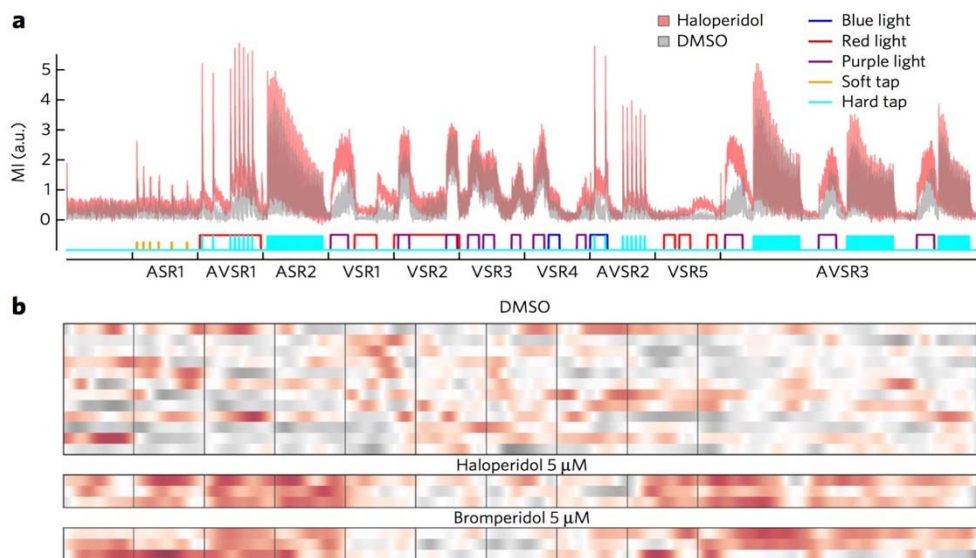 a
Haloperidol
DMSO
Blue light
Red light
Purple light
Soft tap
Hard tap
MI (a.u.)
5
4
3
2
1
0
ASR1 AVSR1 ASR2 VSR1 VSR2 VSR3 VSR4 AVSR2 VSR5 AVSR3
b
DMSO
Haloperidol 5 μM
Bromperidol 5 μM